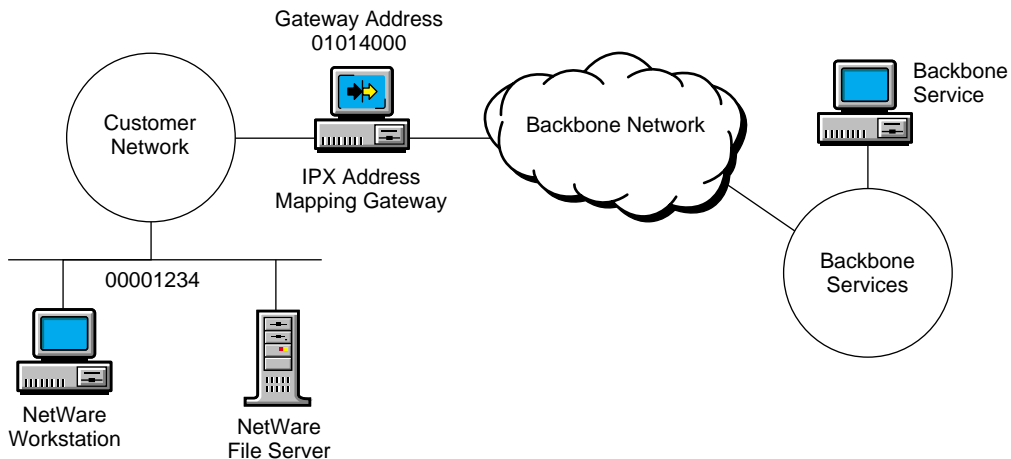 Gateway Address
01014000
Backbone
Service
Customer
Network
Backbone Network
IPX Address
Mapping Gateway
Backbone
Services
00001234
NetWare
Workstation
NetWare
File Server